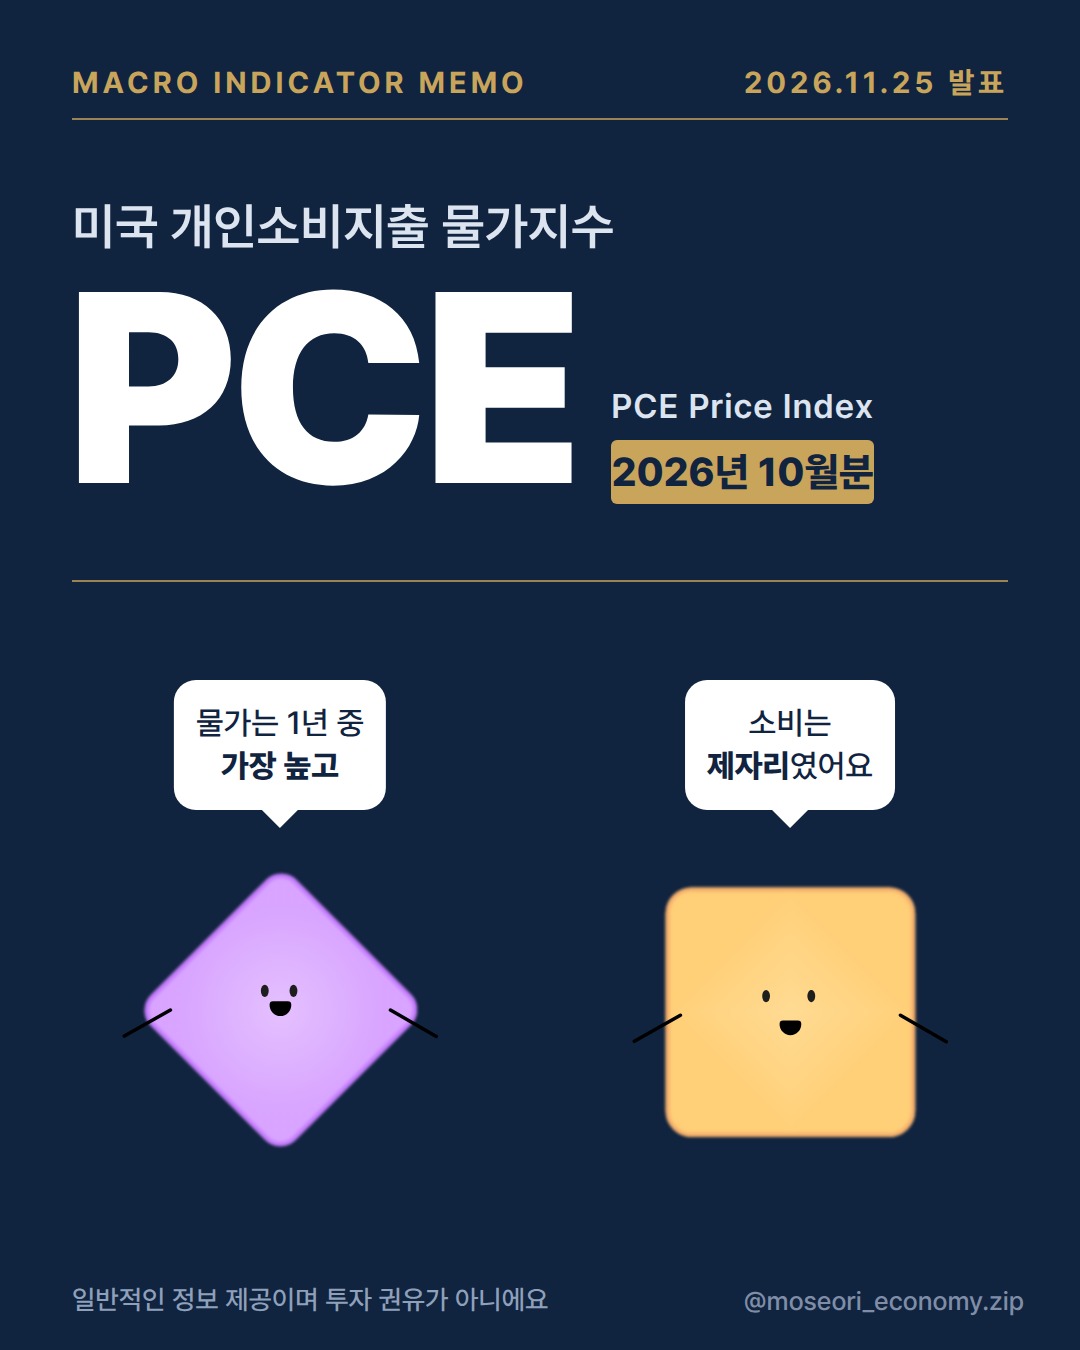 MACRO INDICATOR MEMO
2026.11.25 발표
미국 개인소비지출 물가지수
PCE
PCE Price Index
2026년 10월분
물가는 1년 중
가장 높고
소비는
제자리였어요
일반적인 정보 제공이며 투자 권유가 아니에요
@moseori_economy.zip